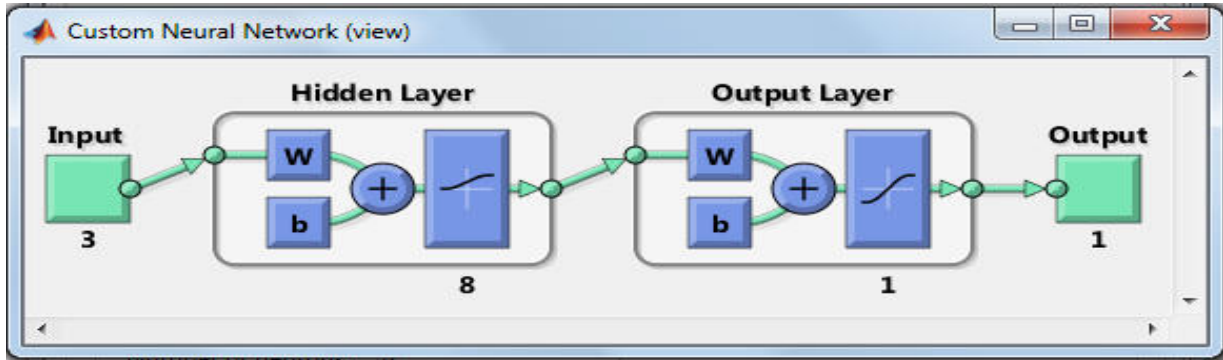 Custom Neural Network (view)
Hidden Layer
Output Layer
Input
Output
W
W
+
+
b
b
3
1
8
1